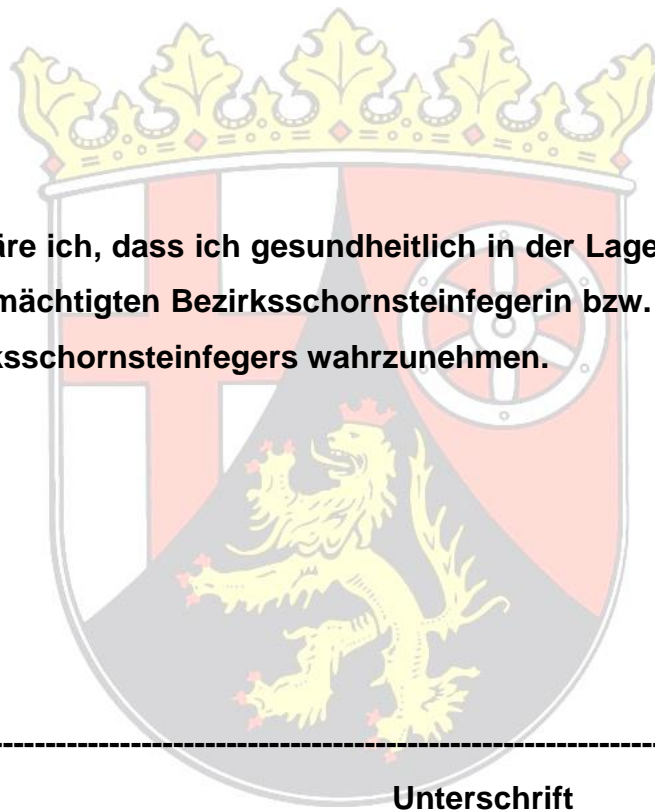 äre ich, dass ich gesundheitlich in der Lage
mächtigten Bezirksschornsteinfegerin bzw.
ksschornsteinfegers wahrzunehmen.
Unterschrift